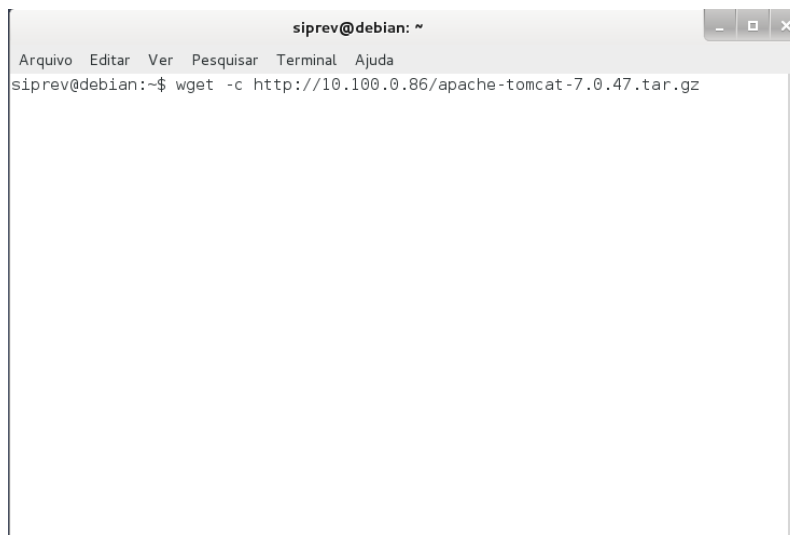 siprev@debian: ~
Arquivo Editar Ver Pesquisar Terminal Ajuda
siprev@debian:~$ wget -c http://10.100.0.86/apache-tomcat-7.0.47.tar.gz